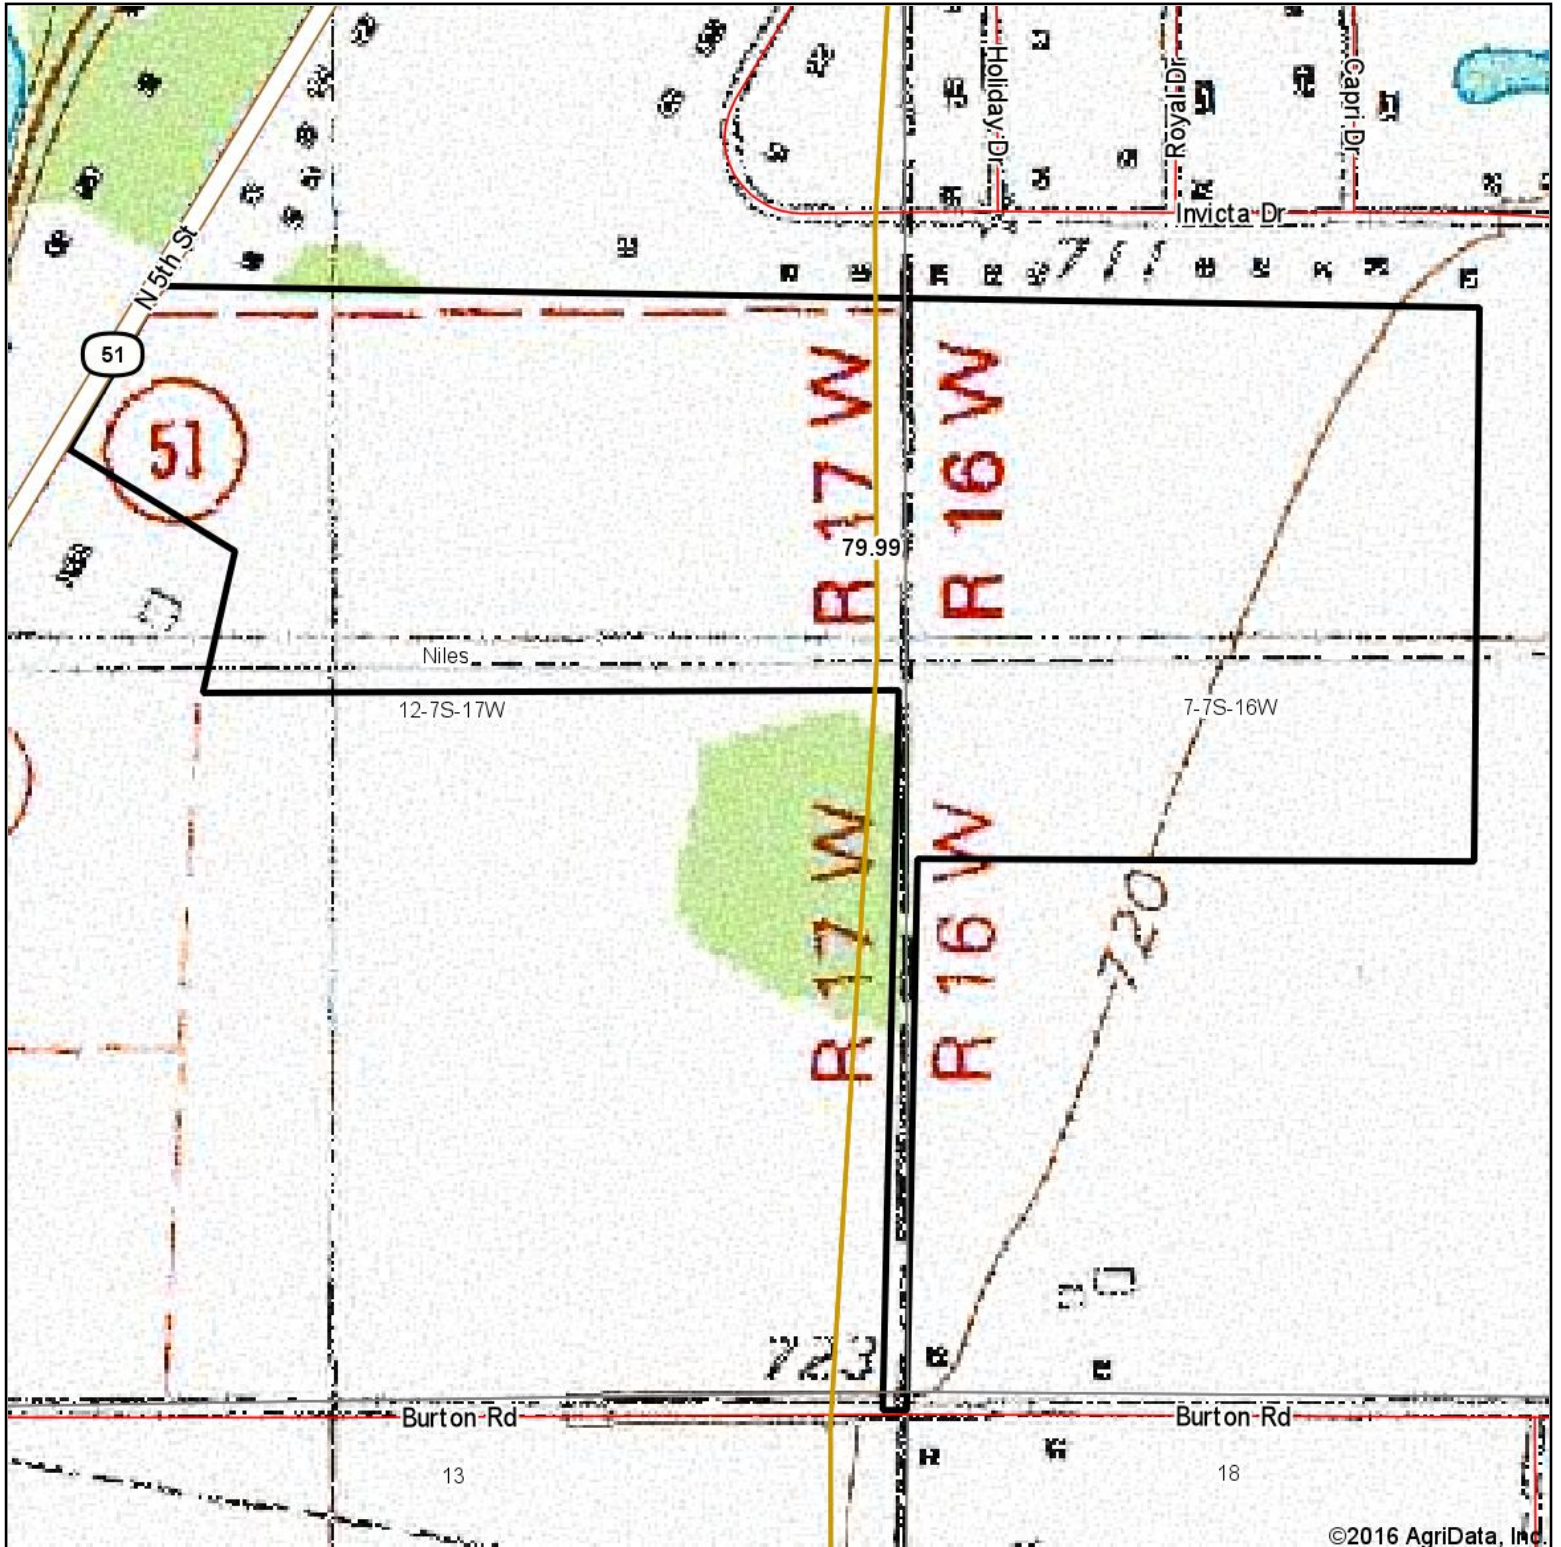 Holiday Dr
Royal Dr
Capri Dr
Invicta Dr
N 5th St
51
51
R 17 W
R 16 W
79.99
Niles
12-7S-17W
7-7S-16W
R 17 W
R 16 W
720
723
Burton Rd
Burton Rd
13
18
©2016 AgriData, Inc.